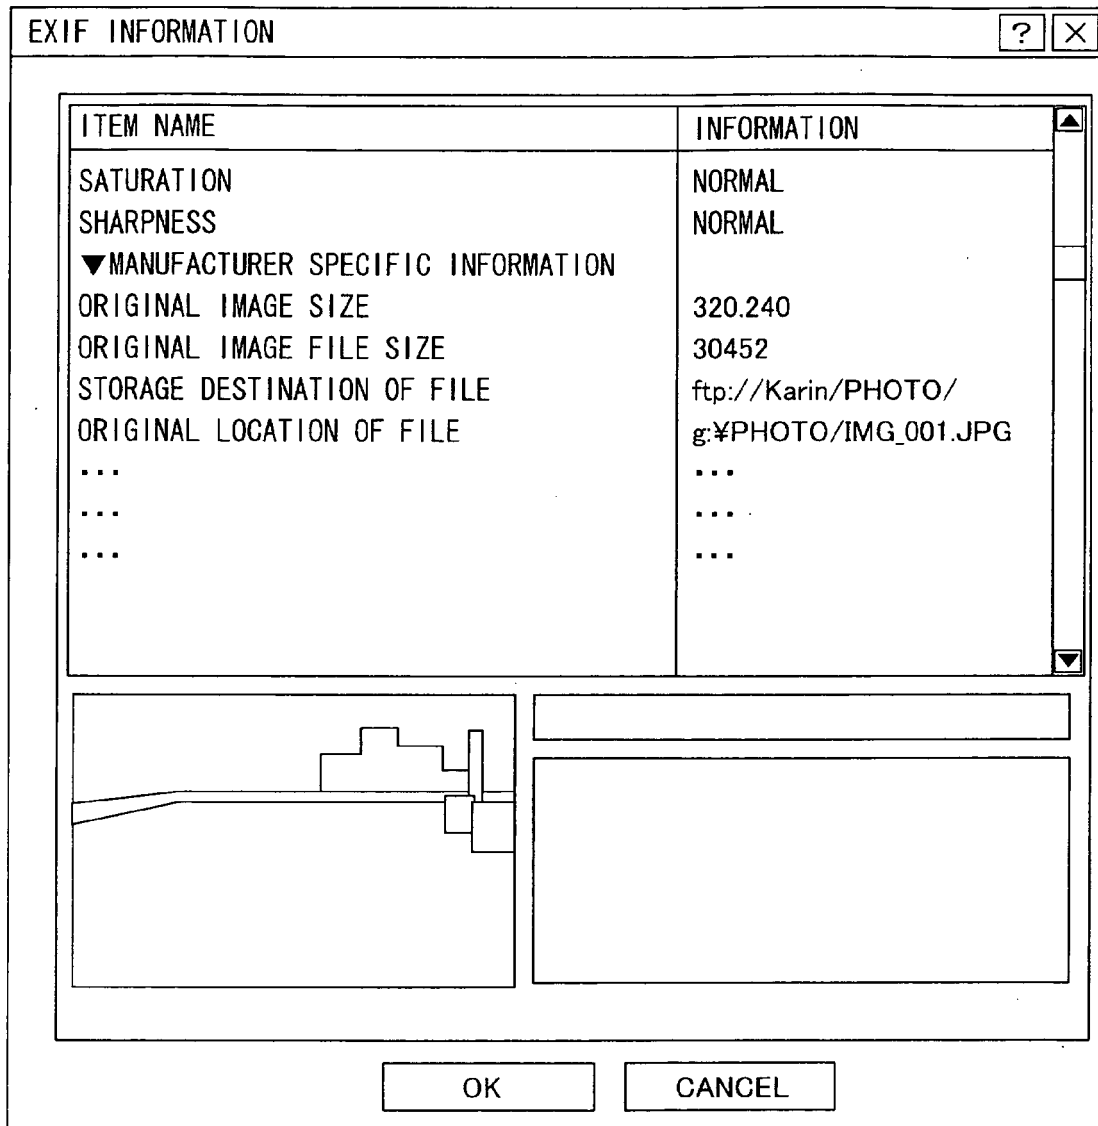 EXIF INFORMATION ? ×
ITEM NAME INFORMATION
SATURATION NORMAL
SHARPNESS NORMAL
▼MANUFACTURER SPECIFIC INFORMATION
ORIGINAL IMAGE SIZE 320.240
ORIGINAL IMAGE FILE SIZE 30452
STORAGE DESTINATION OF FILE ftp://Karin/PHOTO/
ORIGINAL LOCATION OF FILE g:¥PHOTO/IMG_001.JPG
... ...
... ...
... ...
OK CANCEL